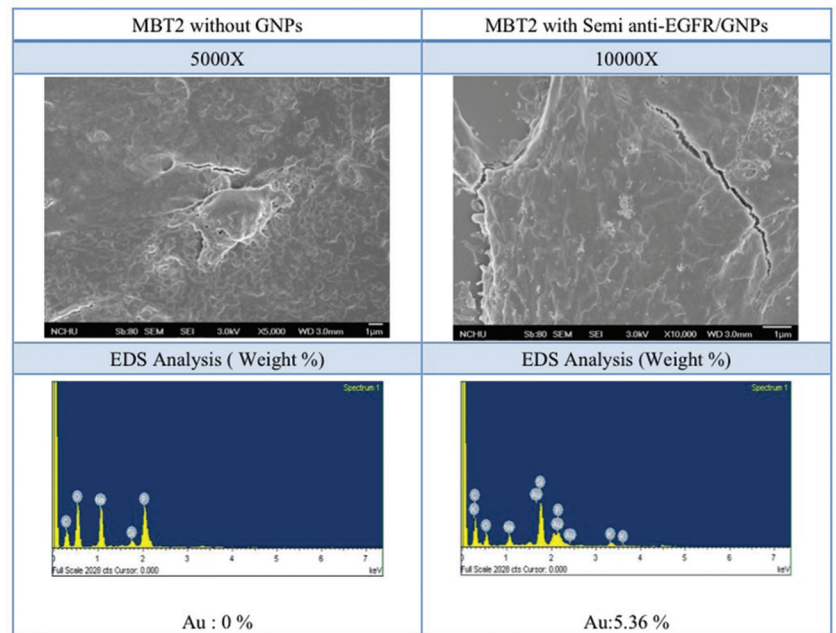 MBT2 without GNPs
MBT2 with Semi anti-EGFR/GNPs
5000X
10000X
NCHU Sb:80 SEM SEI 3.0kV X5,000 WD 3.0mm 1µm
NCHU Sb:80 SEM SEI 3.0kV X10,000 WD 3.0mm 1µm
EDS Analysis ( Weight %)
EDS Analysis (Weight %)
Spectrum 1
1 2 3 4 5 6 7
Full Scale 2028 cts Cursor: 0.000 keV
Spectrum 1
1 2 3 4 5 6 7
Full Scale 2028 cts Cursor: 0.000 keV
Au : 0 %
Au:5.36 %